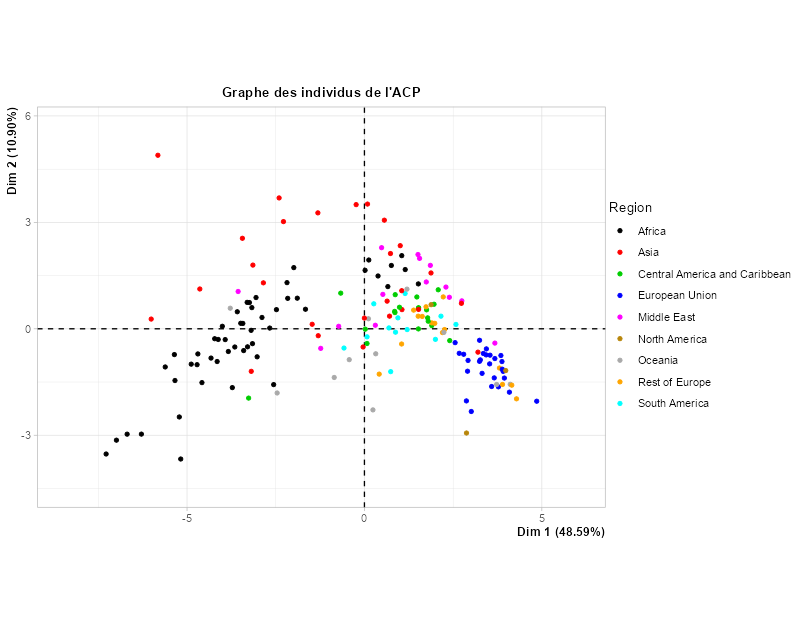 Graphe des individus de l'ACP
Dim 2 (10.90%)
6
3
0
-3
-5
0
5
Dim 1 (48.59%)
Region
Africa
Asia
Central America and Caribbean
European Union
Middle East
North America
Oceania
Rest of Europe
South America